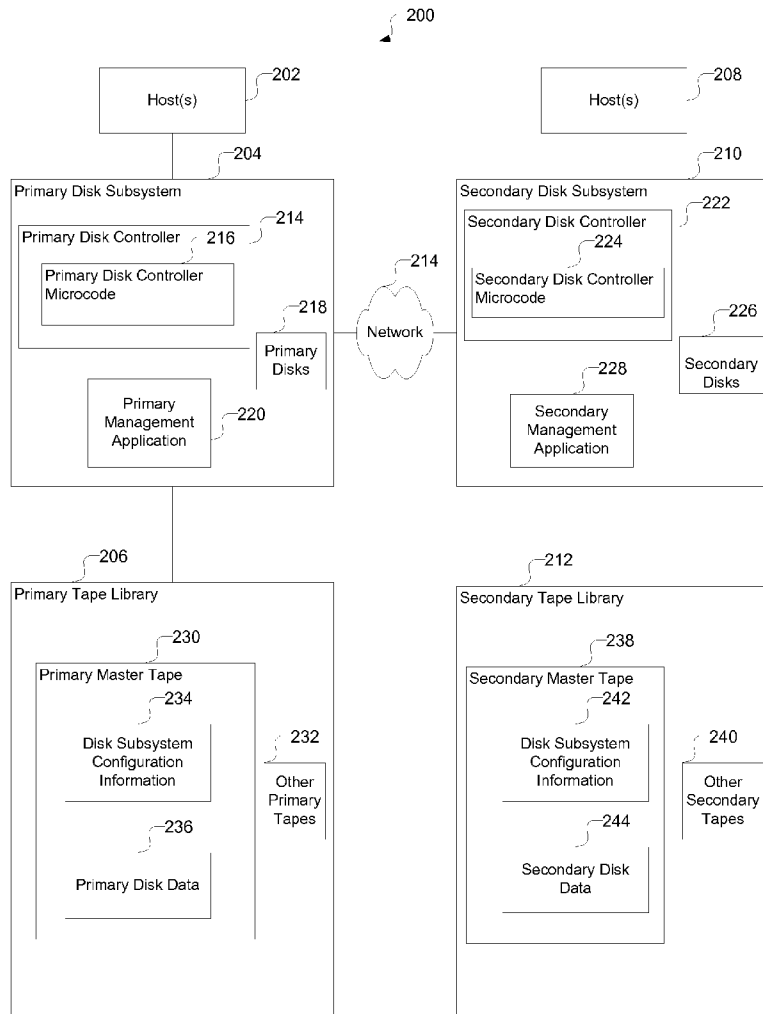 200
202
208
Host(s)
Host(s)
204
210
Primary Disk Subsystem
Secondary Disk Subsystem
Primary Disk Controller
214
216
Primary Disk Controller
Microcode
218
Primary
Disks
Primary
Management
Application
220
214
Network
Secondary Disk Controller
222
224
Secondary Disk Controller
Microcode
226
Secondary
Disks
228
Secondary
Management
Application
206
212
Primary Tape Library
Secondary Tape Library
230
Primary Master Tape
234
Disk Subsystem
Configuration
Information
232
Other
Primary
Tapes
236
Primary Disk Data
238
Secondary Master Tape
242
Disk Subsystem
Configuration
Information
240
Other
Secondary
Tapes
244
Secondary Disk
Data